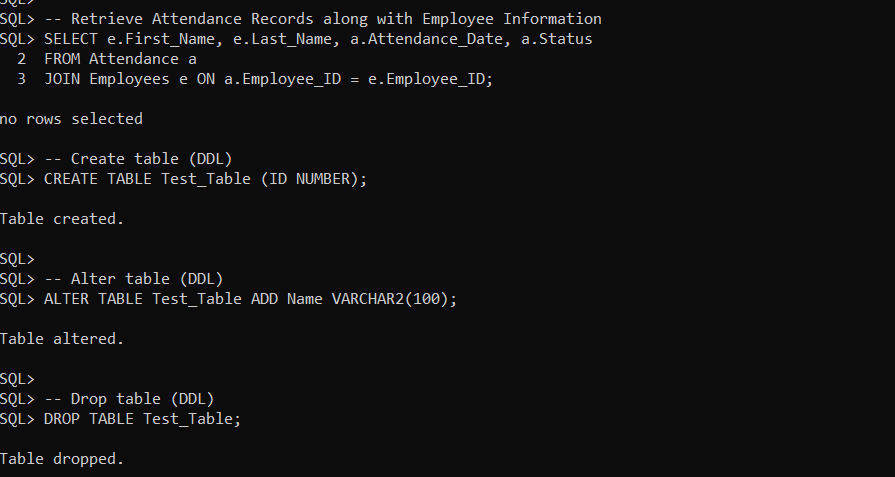 SQL>
SQL> -- Retrieve Attendance Records along with Employee Information
SQL> SELECT e.First_Name, e.Last_Name, a.Attendance_Date, a.Status
  2  FROM Attendance a
  3  JOIN Employees e ON a.Employee_ID = e.Employee_ID;
no rows selected
SQL> -- Create table (DDL)
SQL> CREATE TABLE Test_Table (ID NUMBER);
Table created.
SQL>
SQL> -- Alter table (DDL)
SQL> ALTER TABLE Test_Table ADD Name VARCHAR2(100);
Table altered.
SQL>
SQL> -- Drop table (DDL)
SQL> DROP TABLE Test_Table;
Table dropped.